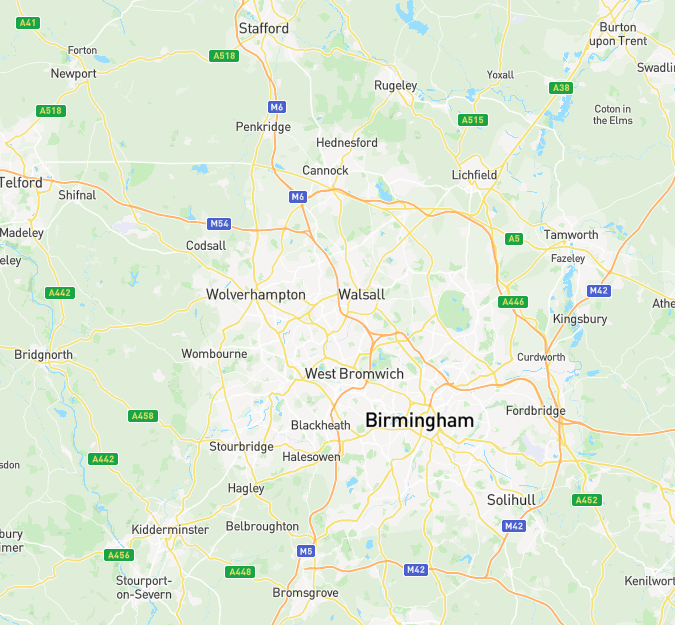 A41
Stafford
Burton
upon Trent
Forton
A518
Newport
Swadlin
Yoxall
Rugeley
A38
M6
A518
Coton in
the Elms
A515
Penkridge
Hednesford
Cannock
Lichfield
Telford
Shifnal
M6
M54
Madeley
A5
Tamworth
Codsall
eley
Fazeley
A442
Wolverhampton
Walsall
M42
A446
Athe
Kingsbury
Bridgnorth
Wombourne
Curdworth
West Bromwich
A458
Birmingham
Fordbridge
Blackheath
Stourbridge
Halesowen
A442
sdon
Hagley
Solihull
A452
Belbroughton
M42
Kidderminster
bury
imer
A456
M5
A448
M42
Stourport-
on-Severn
Kenilwort
Bromsgrove